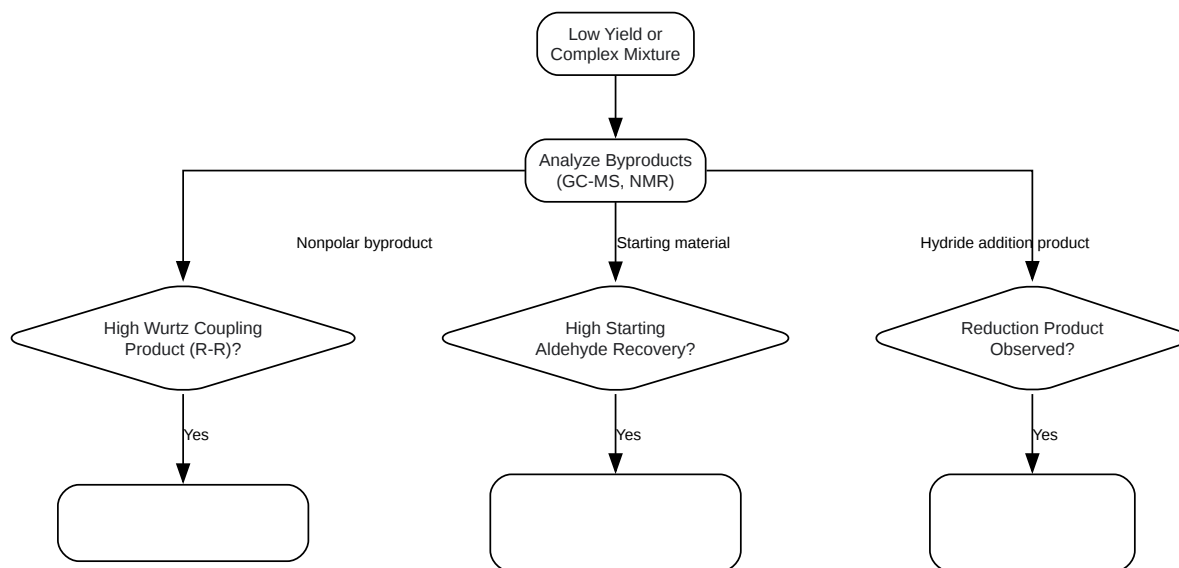 Low Yield or
Complex Mixture
Analyze Byproducts
(GC-MS, NMR)
Nonpolar byproduct
Starting material
Hydride addition product
High Wurtz Coupling
Product (R-R)?
High Starting
Aldehyde Recovery?
Reduction Product
Observed?
Yes
Yes
Yes